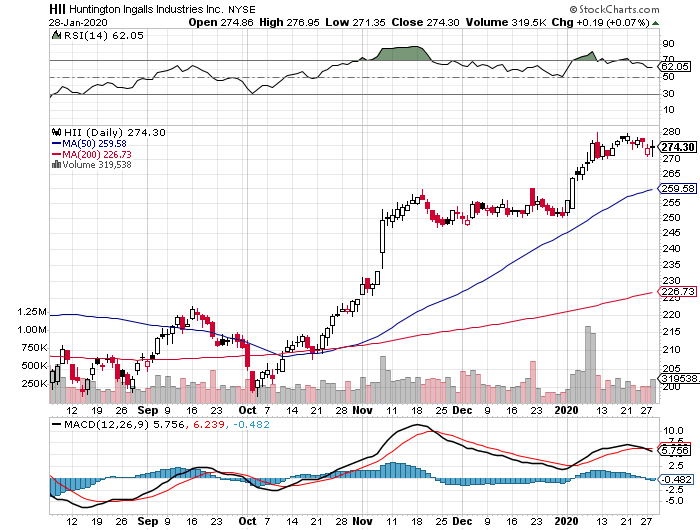 HII Huntington Ingalls Industries Inc. NYSE © StockCharts.com
28-Jan-2020 Open 274.86 High 276.95 Low 271.35 Close 274.30 Volume 319.5K Chg +0.19 (+0.07%)
RSI(14) 62.05
90
70
62.05
50
30
10
HII (Daily) 274.30
MA(50) 259.58
MA(200) 226.73
Volume 319,538
280
275
274.30
270
265
259.58
255
250
245
240
235
230
226.73
220
215
210
205
200
319538
1.25M
1.00M
750K
500K
250K
12 19 26 Sep 9 16 23 Oct 7 14 21 28 Nov 11 18 25 Dec 9 16 23 2020 13 21 27
MACD(12,26,9) 5.756, 6.239, -0.482
10.0
7.5
5.756
2.5
-0.482
-2.5
-5.0
12 19 26 Sep 9 16 23 Oct 7 14 21 28 Nov 11 18 25 Dec 9 16 23 2020 13 21 27